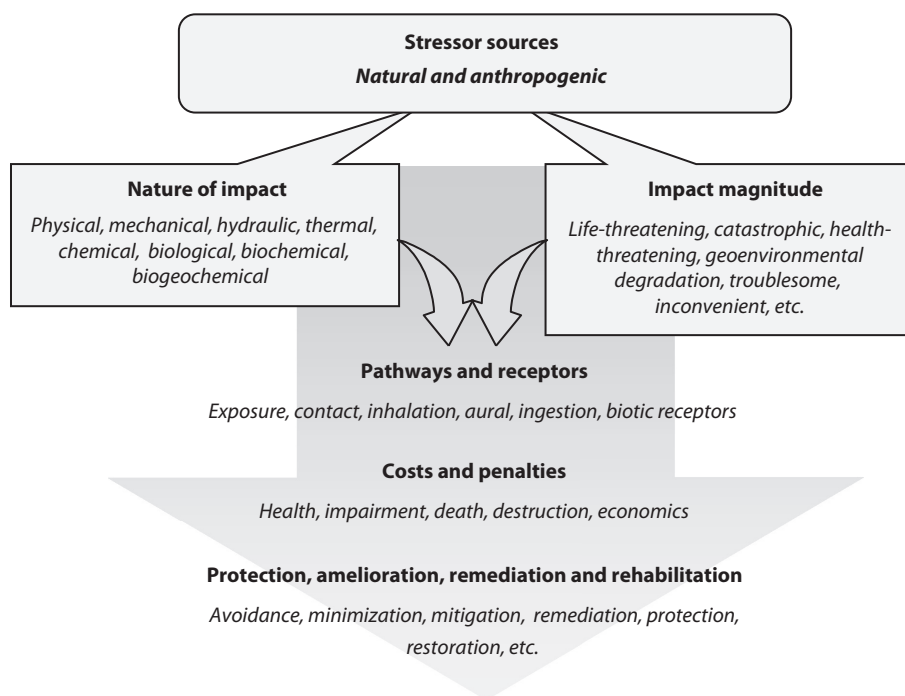 Stressor sources
Natural and anthropogenic
Nature of impact
Physical, mechanical, hydraulic, thermal,
chemical, biological, biochemical,
biogeochemical
Impact magnitude
Life-threatening, catastrophic, health-
threatening, geoenvironmental
degradation, troublesome,
inconvenient, etc.
Pathways and receptors
Exposure, contact, inhalation, aural, ingestion, biotic receptors
Costs and penalties
Health, impairment, death, destruction, economics
Protection, amelioration, remediation and rehabilitation
Avoidance, minimization, mitigation, remediation, protection,
restoration, etc.